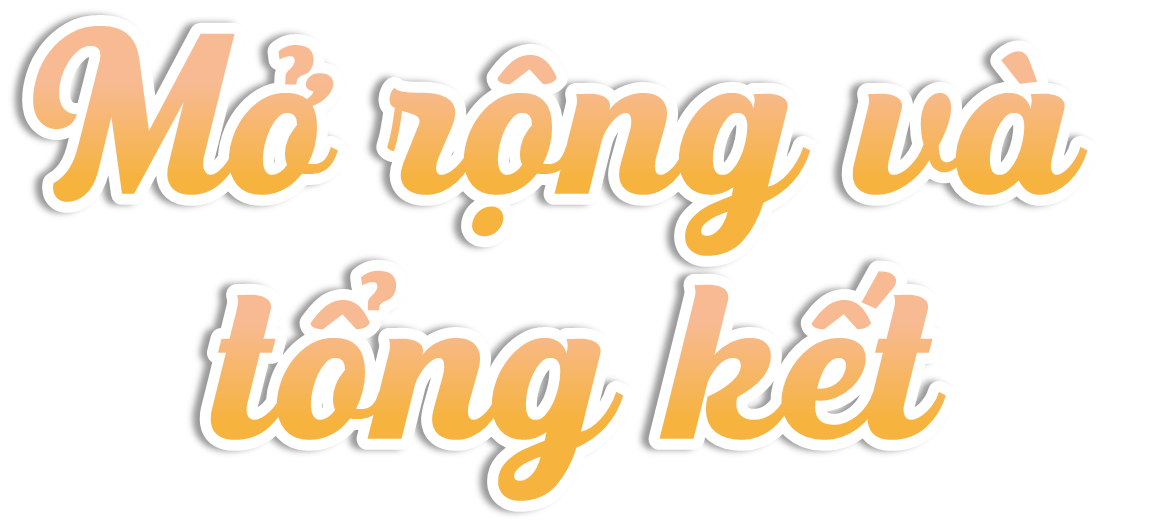 Mở rộng và
tổng kết